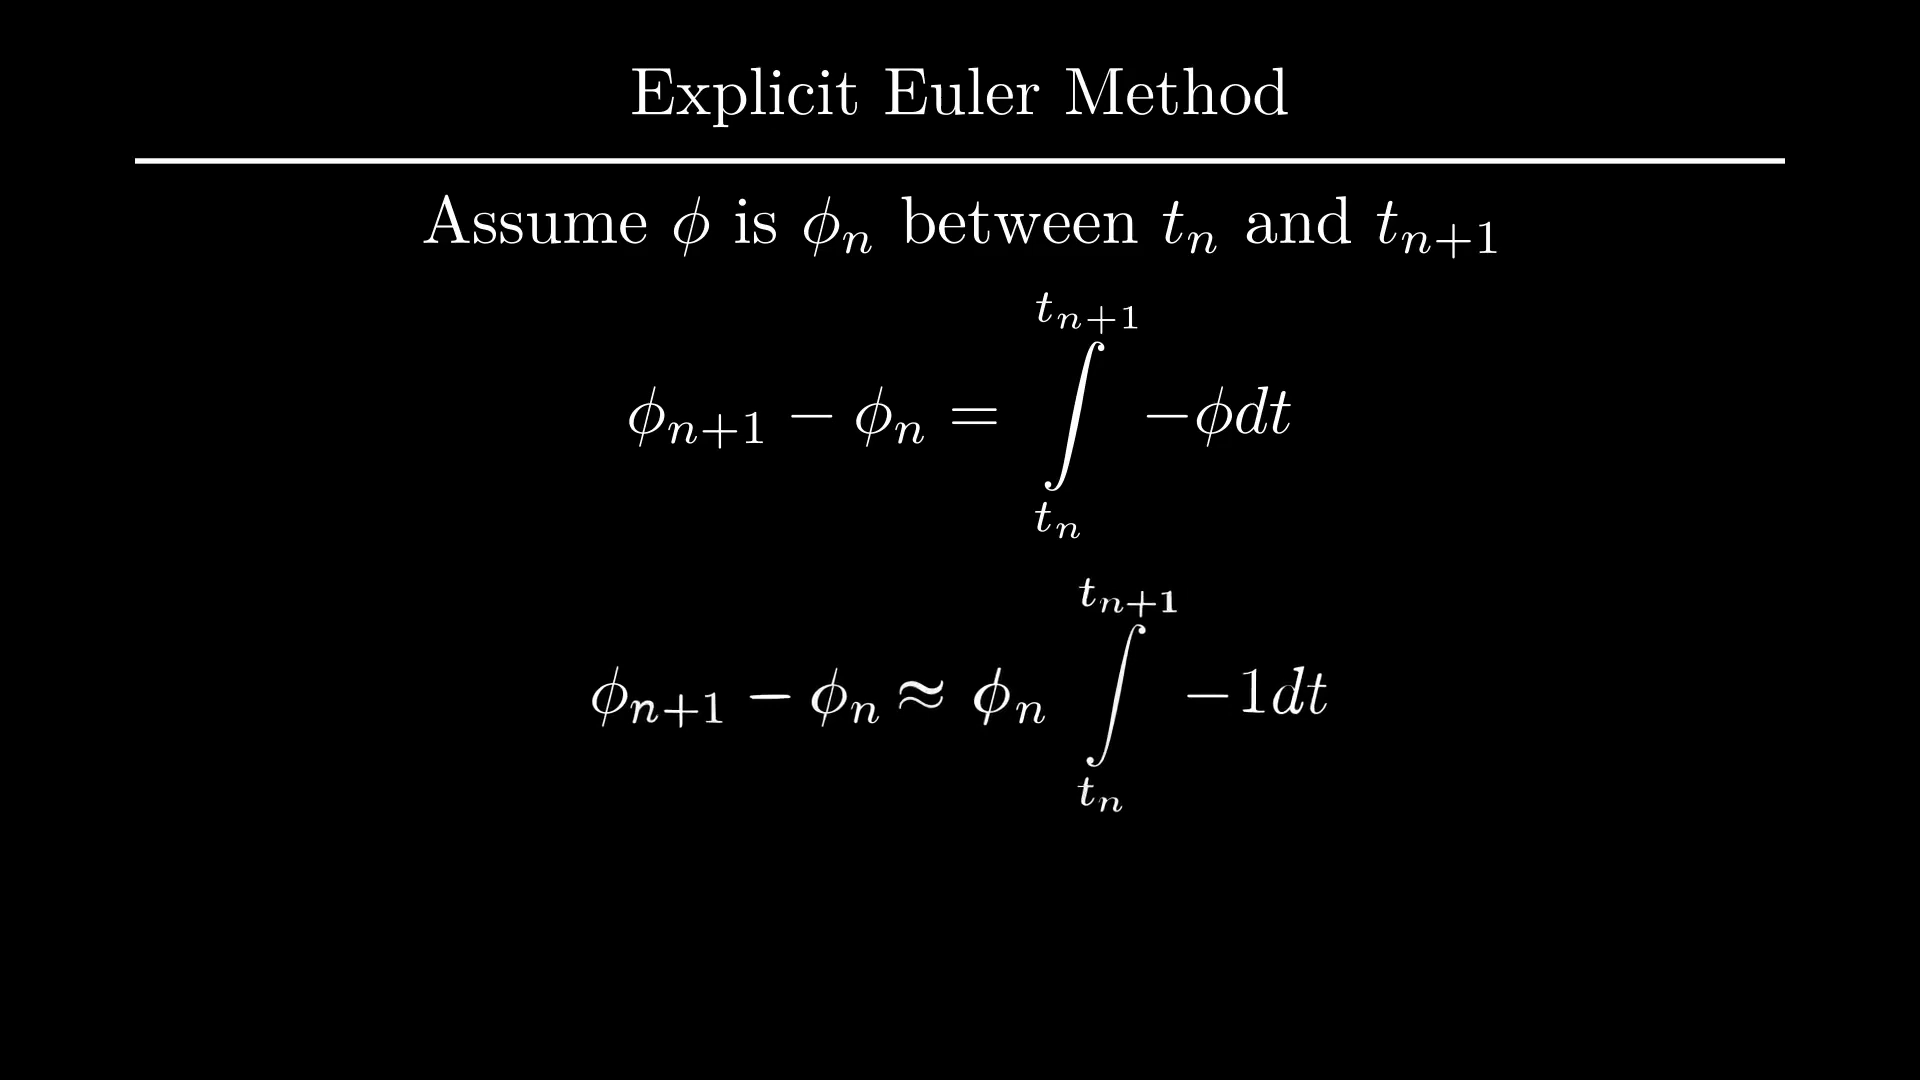 Explicit Euler Method
Assume ϕ is ϕₙ between tₙ and tₙ₊₁
ϕₙ₊₁ − ϕₙ = ∫_{tₙ}^{tₙ₊₁} −ϕdt
ϕₙ₊₁ − ϕₙ ≈ ϕₙ ∫_{tₙ}^{tₙ₊₁} −1dt